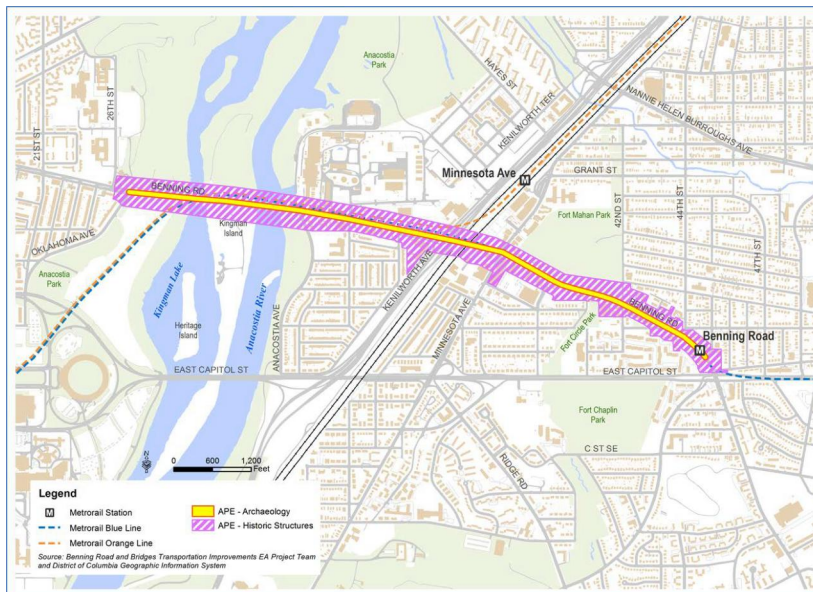 Anacostia
Park
HAYES ST
KENILWORTH TER
NANNIE HELEN BURROUGHS AVE
26TH ST
21ST ST
Minnesota Ave
M
GRANT ST
BENNING RD
42ND ST
44TH ST
47TH ST
Fort Mahan Park
Kingman
Island
OKLAHOMA AVE
KENILWORTH AVE
Anacostia
Park
Kingman Lake
Anacostia River
Heritage
Island
ANACOSTIA AVE
MINNESOTA AVE
BENNING RD
Fort Circle Park
Benning Road
M
EAST CAPITOL ST
EAST CAPITOL ST
Fort Chaplin
Park
C ST SE
RIDGE RD
N
0 600 1,200
Feet
Legend
M Metrorail Station
Metrorail Blue Line
Metrorail Orange Line
APE - Archaeology
APE - Historic Structures
Source: Benning Road and Bridges Transportation Improvements EA Project Team
and District of Columbia Geographic Information System